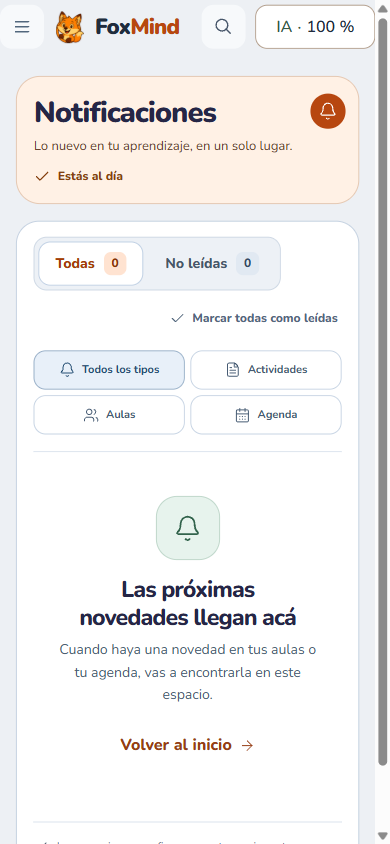 FoxMind
IA · 100 %
Notificaciones
Lo nuevo en tu aprendizaje, en un solo lugar.
Estás al día
Todas 0
No leídas 0
Marcar todas como leídas
Todos los tipos
Actividades
Aulas
Agenda
Las próximas
novedades llegan acá
Cuando haya una novedad en tus aulas o
tu agenda, vas a encontrarla en este
espacio.
Volver al inicio